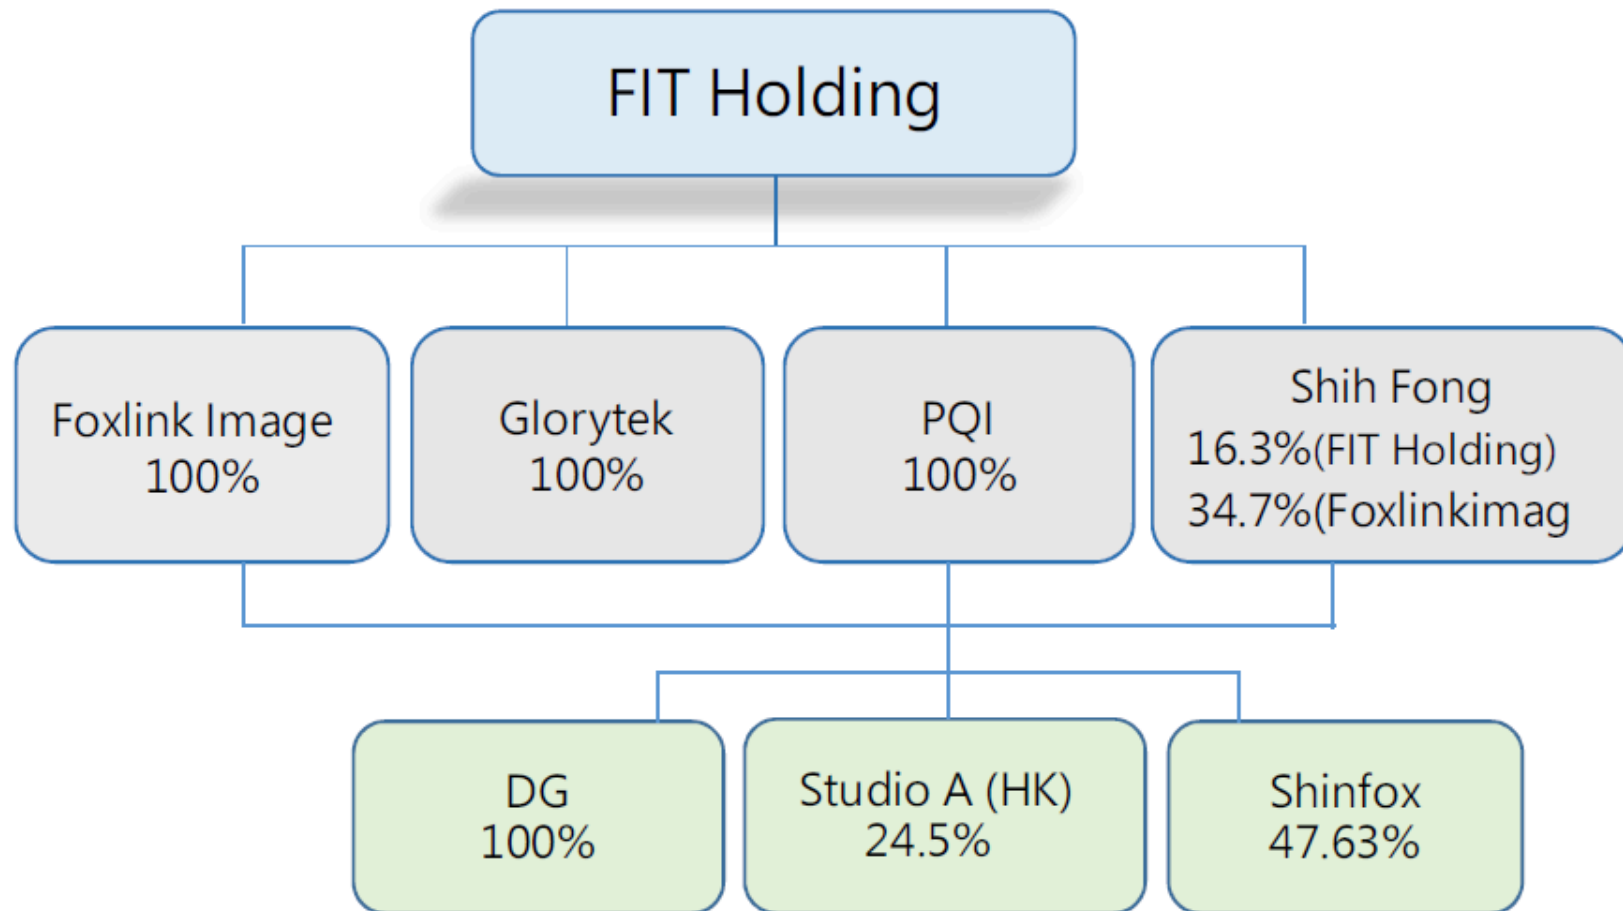 FIT Holding
Foxlink Image
100%
Glorytek
100%
PQI
100%
Shih Fong
16.3%(FIT Holding)
34.7%(Foxlinkimag
DG
100%
Studio A (HK)
24.5%
Shinfox
47.63%